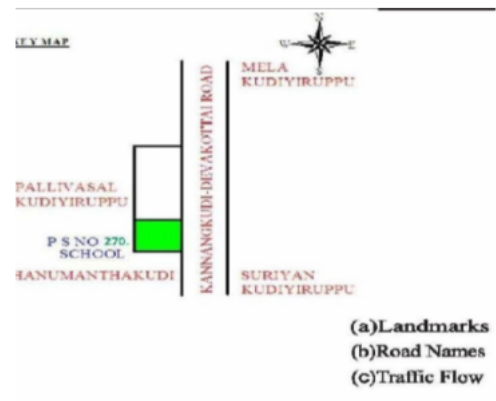 N
W E
S
KEY MAP
MELA
KUDIYIRUPPU
KANNANGKUDI-DEVAKOTTAI ROAD
PALLIVASAL
KUDIYIRUPPU
P S NO 270.
SCHOOL
HANUMANTHAKUDI
SURIYAN
KUDIYIRUPPU
(a)Landmarks
(b)Road Names
(c)Traffic Flow